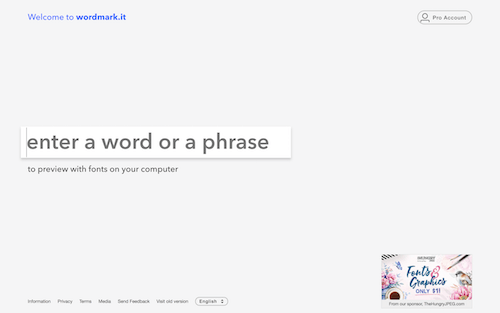 Welcome to wordmark.it
Pro Account
enter a word or a phrase
to preview with fonts on your computer
Fonts &
Graphics
ONLY $1!
From our sponsor: TheHungryJPEG.com
Information Privacy Terms Media Send Feedback Visit old version English